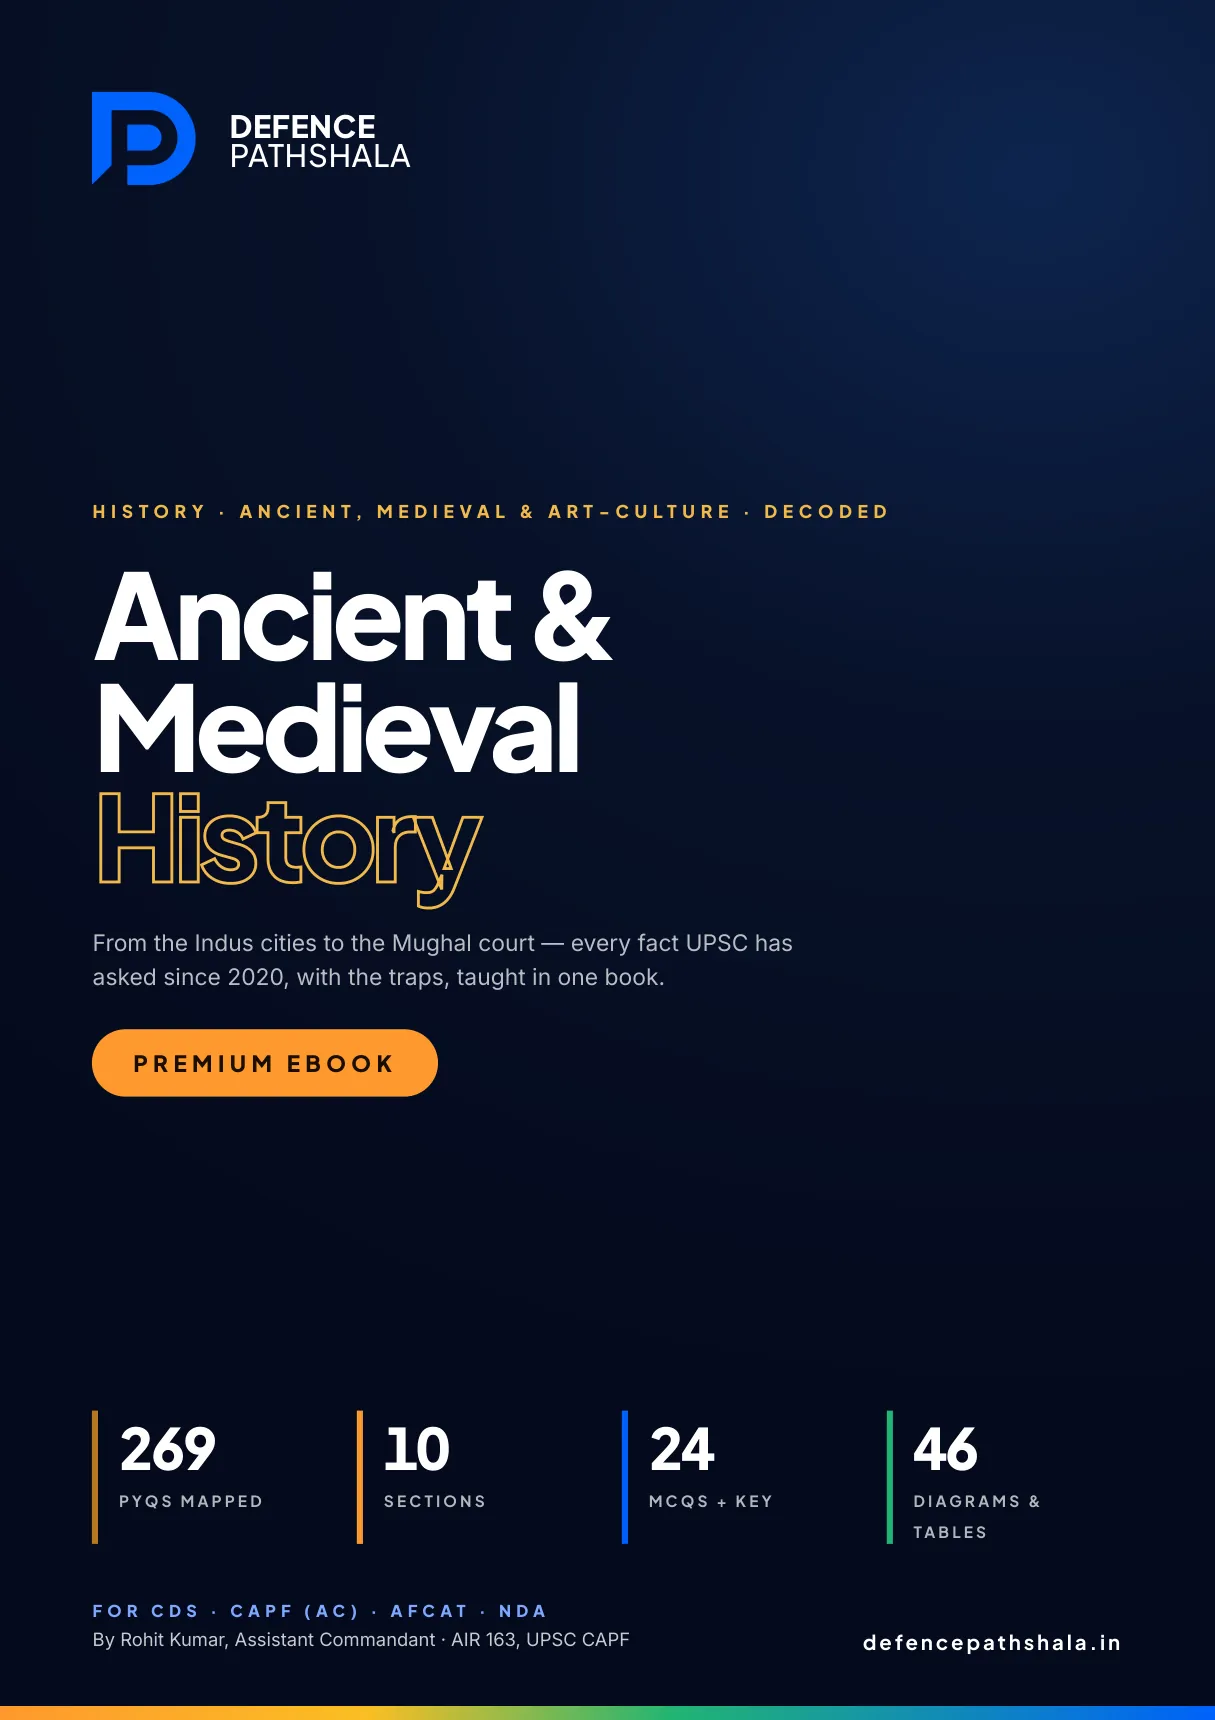 DEFENCE
PATHSHALA
HISTORY · ANCIENT, MEDIEVAL & ART-CULTURE · DECODED
Ancient &
Medieval
History
From the Indus cities to the Mughal court — every fact UPSC has
asked since 2020, with the traps, taught in one book.
PREMIUM EBOOK
269
PYQS MAPPED
10
SECTIONS
24
MCQS + KEY
46
DIAGRAMS &
TABLES
FOR CDS · CAPF (AC) · AFCAT · NDA
By Rohit Kumar, Assistant Commandant · AIR 163, UPSC CAPF
defencepathshala.in